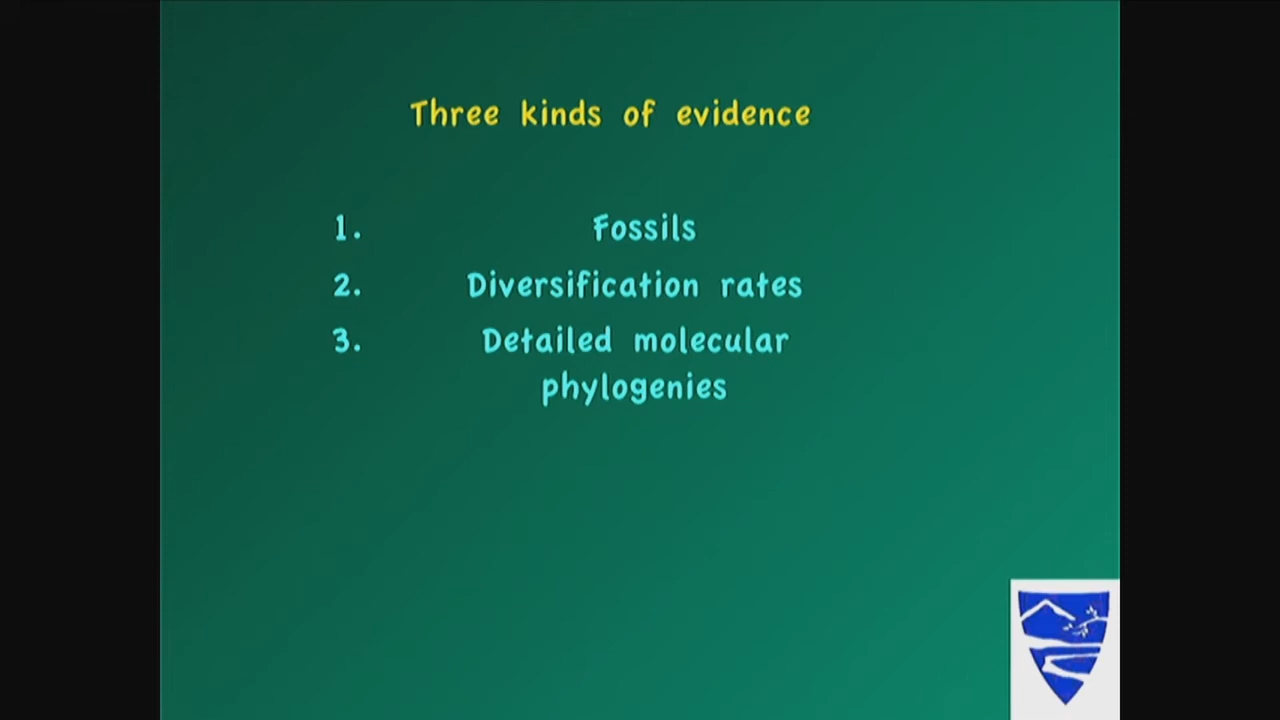 Three kinds of evidence
1. Fossils
2. Diversification rates
3. Detailed molecular
phylogenies